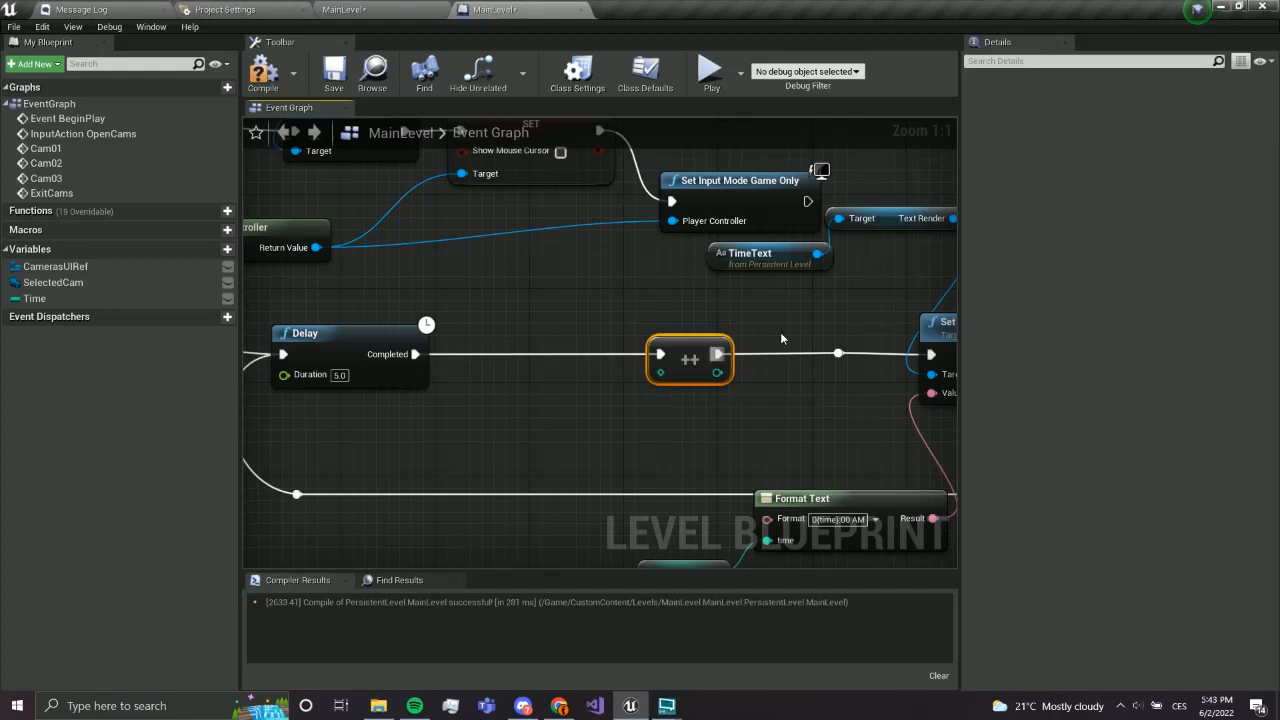 Message Log
Project Settings
MainLevel•
MainLevel•
File Edit View Debug Window Help
My Blueprint
Toolbar
Details
Add New
Search
Search Details
Compile
Save
Browse
Find
Hide Unrelated
Class Settings
Class Defaults
Play
No debug object selected
Debug Filter
Graphs
EventGraph
Event BeginPlay
InputAction OpenCams
Cam01
Cam02
Cam03
ExitCams
Functions (19 Overridable)
Macros
Variables
CamerasUIRef
SelectedCam
Time
Event Dispatchers
Event Graph
MainLevel > Event Graph
Zoom 1:1
SET
Target
Show Mouse Cursor
Target
Set Input Mode Game Only
Player Controller
Target Text Render
TimeText
from Persistent Level
Return Value
Delay
Completed
Duration 5.0
++
Set
Format Text
Format 0{time}:00 AM Result
time
LEVEL BLUEPRINT
Compiler Results
Find Results
[2633.41] Compile of PersistentLevel.MainLevel successful! [in 281 ms] (/Game/CustomContent/Levels/MainLevel.MainLevel:PersistentLevel.MainLevel)
Clear
Type here to search
21°C Mostly cloudy
CES
5:43 PM
6/2/2022